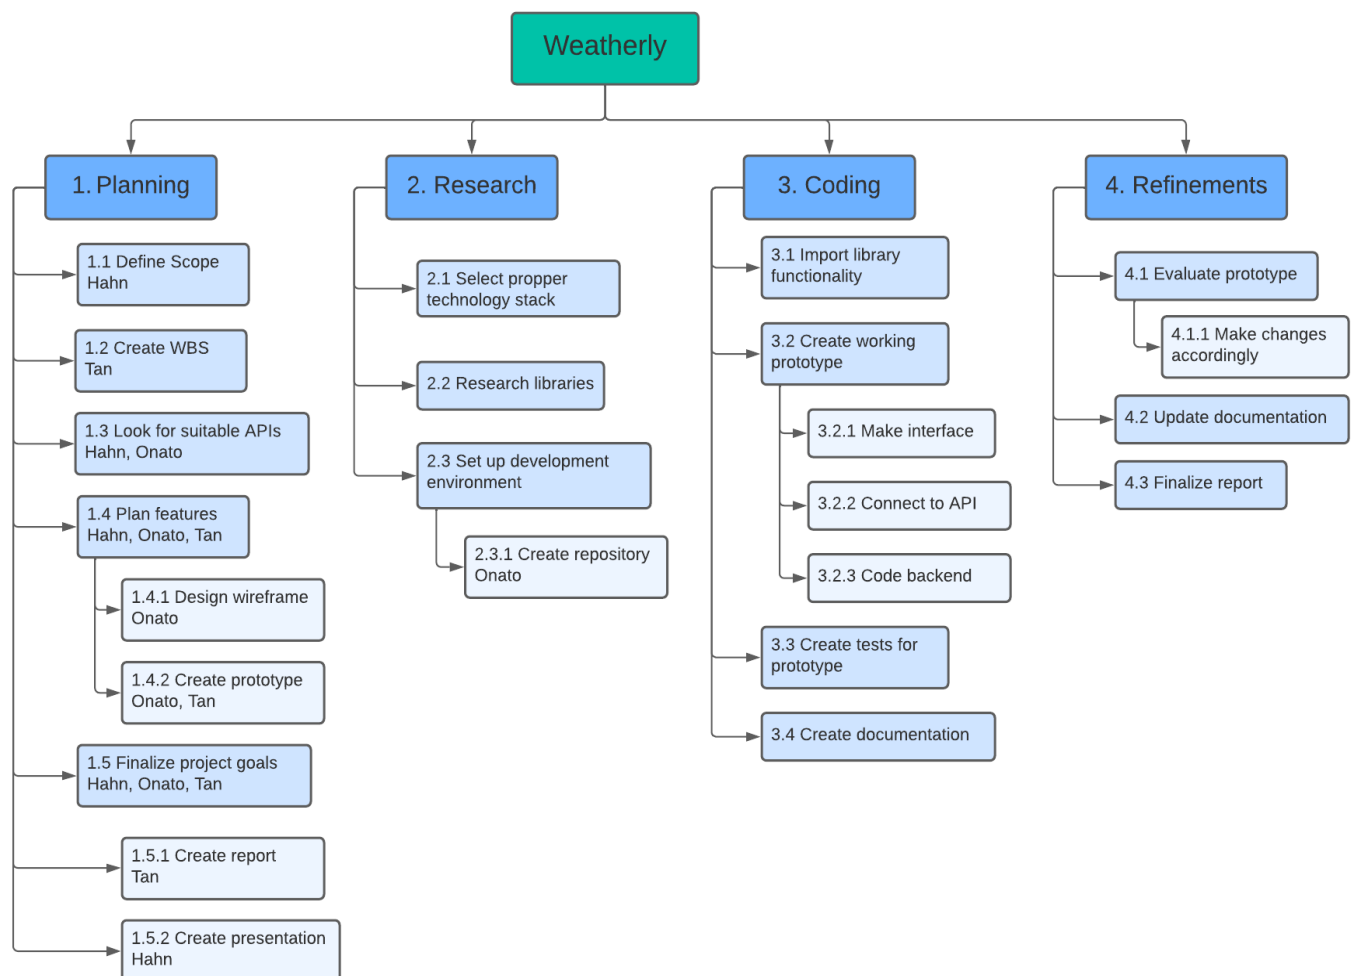 Weatherly
1. Planning
1.1 Define Scope
Hahn
1.2 Create WBS
Tan
1.3 Look for suitable APIs
Hahn, Onato
1.4 Plan features
Hahn, Onato, Tan
1.4.1 Design wireframe
Onato
1.4.2 Create prototype
Onato, Tan
1.5 Finalize project goals
Hahn, Onato, Tan
1.5.1 Create report
Tan
1.5.2 Create presentation
Hahn
2. Research
2.1 Select propper
technology stack
2.2 Research libraries
2.3 Set up development
environment
2.3.1 Create repository
Onato
3. Coding
3.1 Import library
functionality
3.2 Create working
prototype
3.2.1 Make interface
3.2.2 Connect to API
3.2.3 Code backend
3.3 Create tests for
prototype
3.4 Create documentation
4. Refinements
4.1 Evaluate prototype
4.1.1 Make changes
accordingly
4.2 Update documentation
4.3 Finalize report